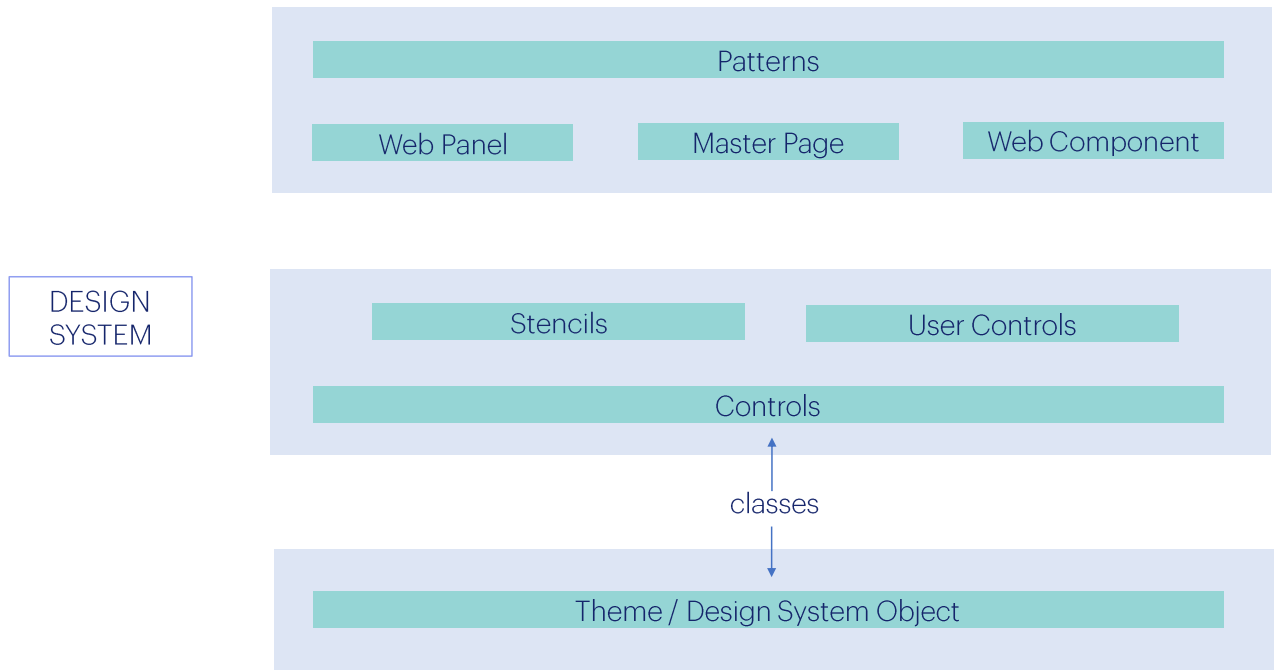 Patterns
Web Panel
Master Page
Web Component
DESIGN
SYSTEM
Stencils
User Controls
Controls
classes
Theme / Design System Object